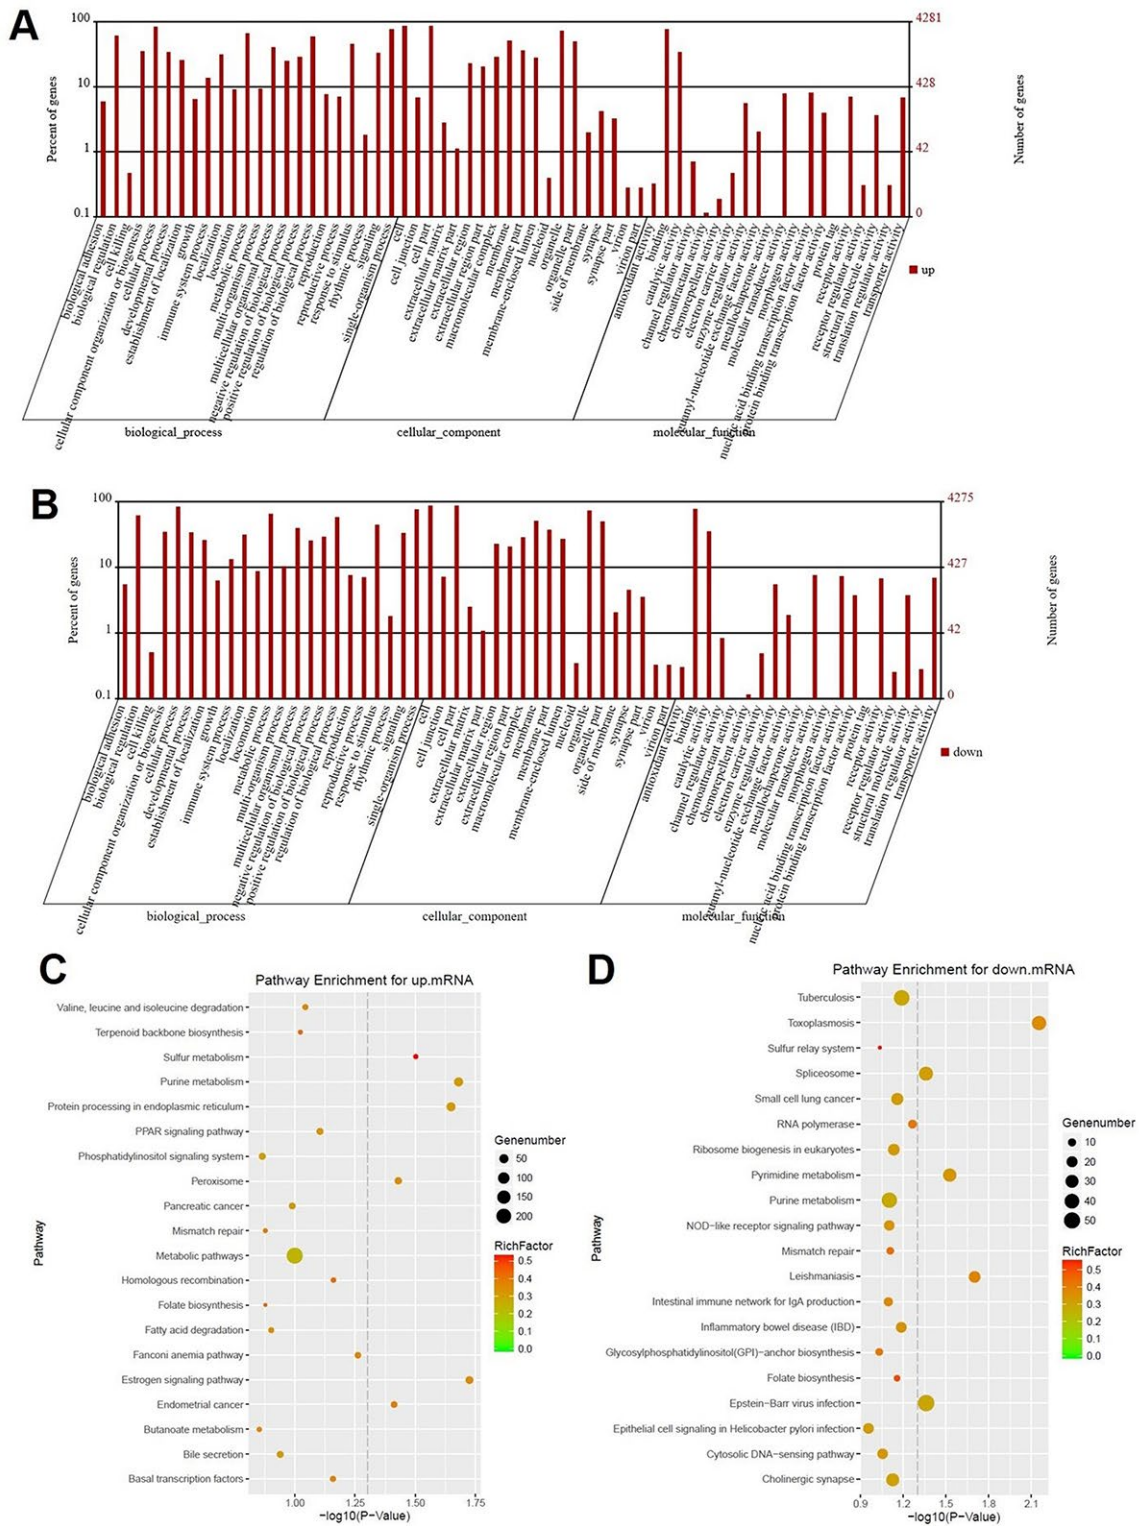 A
100
10
1
0.1
Percent of genes
4281
428
42
0
Number of genes
up
biological adhesion
biological regulation
cell killing
cellular component organization or biogenesis
cellular process
developmental process
establishment of localization
growth
immune system process
localization
locomotion
metabolic process
multi-organism process
multicellular organismal process
negative regulation of biological process
positive regulation of biological process
regulation of biological process
reproduction
reproductive process
response to stimulus
rhythmic process
signaling
single-organism process
cell
cell junction
cell part
extracellular matrix
extracellular matrix part
extracellular region
extracellular region part
macromolecular complex
membrane
membrane part
membrane-enclosed lumen
nucleoid
organelle
organelle part
side of membrane
synapse
synapse part
virion
virion part
antioxidant activity
binding
catalytic activity
channel regulator activity
chemoattractant activity
chemorepellent activity
electron carrier activity
enzyme regulator activity
guanyl-nucleotide exchange factor activity
metallochaperone activity
molecular transducer activity
morphogen activity
nucleic acid binding transcription factor activity
protein binding transcription factor activity
protein tag
receptor activity
receptor regulator activity
structural molecule activity
translation regulator activity
transporter activity
biological_process
cellular_component
molecular_function
B
100
10
1
0.1
Percent of genes
4275
427
42
0
Number of genes
down
biological adhesion
biological regulation
cell killing
cellular component organization or biogenesis
cellular process
developmental process
establishment of localization
growth
immune system process
localization
locomotion
metabolic process
multi-organism process
multicellular organismal process
negative regulation of biological process
positive regulation of biological process
regulation of biological process
reproduction
reproductive process
response to stimulus
rhythmic process
signaling
single-organism process
cell
cell junction
cell part
extracellular matrix
extracellular matrix part
extracellular region
extracellular region part
macromolecular complex
membrane
membrane part
membrane-enclosed lumen
nucleoid
organelle
organelle part
side of membrane
synapse
synapse part
virion
virion part
antioxidant activity
binding
catalytic activity
channel regulator activity
chemoattractant activity
chemorepellent activity
electron carrier activity
enzyme regulator activity
guanyl-nucleotide exchange factor activity
metallochaperone activity
molecular transducer activity
morphogen activity
nucleic acid binding transcription factor activity
protein binding transcription factor activity
protein tag
receptor activity
receptor regulator activity
structural molecule activity
translation regulator activity
transporter activity
biological_process
cellular_component
molecular_function
C
Pathway Enrichment for up.mRNA
Pathway
Valine, leucine and isoleucine degradation
Terpenoid backbone biosynthesis
Sulfur metabolism
Purine metabolism
Protein processing in endoplasmic reticulum
PPAR signaling pathway
Phosphatidylinositol signaling system
Peroxisome
Pancreatic cancer
Mismatch repair
Metabolic pathways
Homologous recombination
Folate biosynthesis
Fatty acid degradation
Fanconi anemia pathway
Estrogen signaling pathway
Endometrial cancer
Butanoate metabolism
Bile secretion
Basal transcription factors
1.00 1.25 1.50 1.75
−log10(P−Value)
Genenumber
50
100
150
200
RichFactor
0.5
0.4
0.3
0.2
0.1
0.0
D
Pathway Enrichment for down.mRNA
Pathway
Tuberculosis
Toxoplasmosis
Sulfur relay system
Spliceosome
Small cell lung cancer
RNA polymerase
Ribosome biogenesis in eukaryotes
Pyrimidine metabolism
Purine metabolism
NOD−like receptor signaling pathway
Mismatch repair
Leishmaniasis
Intestinal immune network for IgA production
Inflammatory bowel disease (IBD)
Glycosylphosphatidylinositol(GPI)−anchor biosynthesis
Folate biosynthesis
Epstein−Barr virus infection
Epithelial cell signaling in Helicobacter pylori infection
Cytosolic DNA−sensing pathway
Cholinergic synapse
0.9 1.2 1.5 1.8 2.1
−log10(P−Value)
Genenumber
10
20
30
40
50
RichFactor
0.5
0.4
0.3
0.2
0.1
0.0